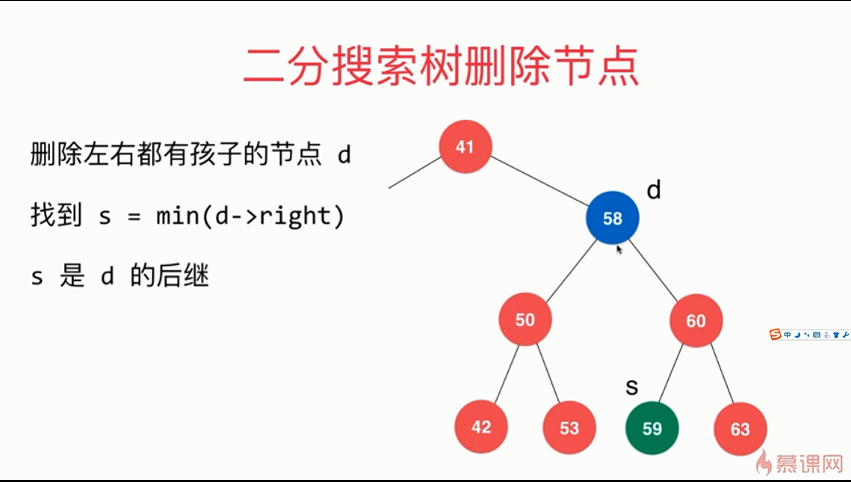 二分搜索树删除节点
删除左右都有孩子的节点 d
找到 s = min(d->right)
s 是 d 的后继
41
d
58
50
60
s
42
53
59
63
中
慕课网